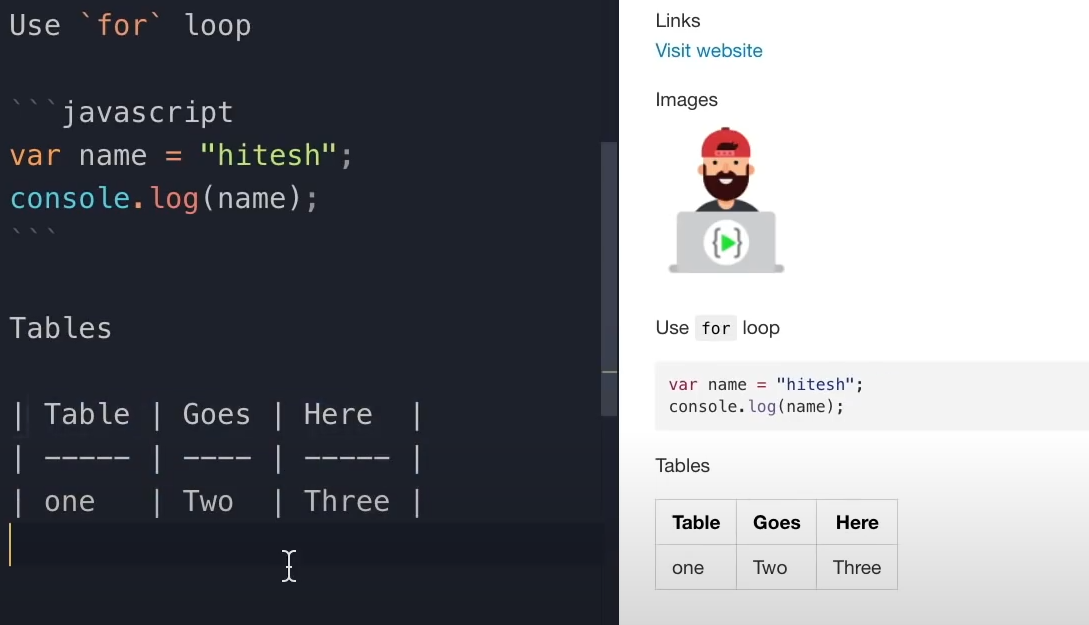 Use `for` loop
```javascript
var name = "hitesh";
console.log(name);
```
Tables
| Table | Goes | Here  |
| ----- | ---- | ----- |
| one   | Two  | Three |
Links
Visit website
Images
{▶}
Use for loop
var name = "hitesh";
console.log(name);
Tables
Table Goes Here
one Two Three